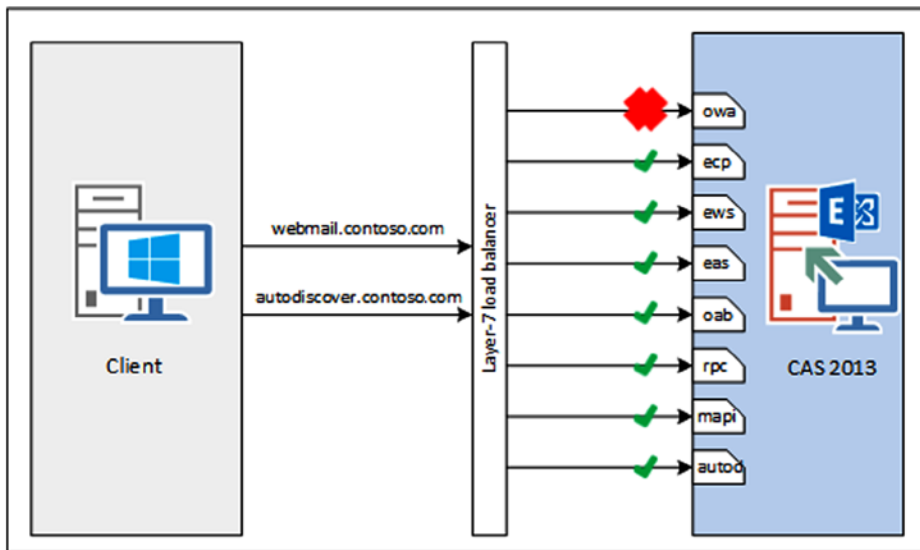 webmail.contoso.com
autodiscover.contoso.com
Client
Layer-7 load balancer
owa
ecp
ews
eas
oab
rpc
mapi
autod
E
CAS 2013